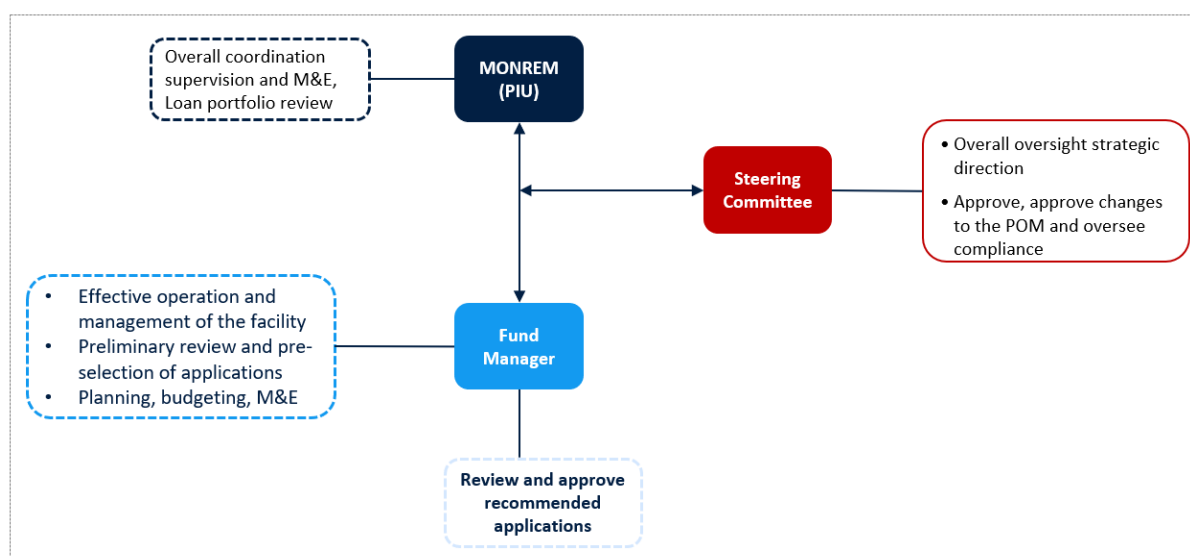 Overall coordination
supervision and M&E,
Loan portfolio review
MONREM
(PIU)
Steering
Committee
• Overall oversight strategic
direction
• Approve, approve changes
to the POM and oversee
compliance
• Effective operation and
management of the facility
• Preliminary review and pre-
selection of applications
• Planning, budgeting, M&E
Fund
Manager
Review and approve
recommended
applications